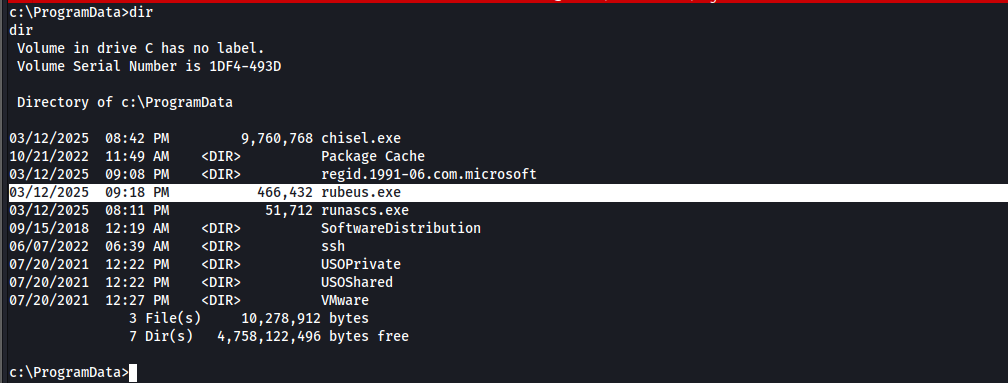 c:\ProgramData>dir
dir
 Volume in drive C has no label.
 Volume Serial Number is 1DF4-493D

 Directory of c:\ProgramData

03/12/2025  08:42 PM         9,760,768 chisel.exe
10/21/2022  11:49 AM    <DIR>          Package Cache
03/12/2025  09:08 PM    <DIR>          regid.1991-06.com.microsoft
03/12/2025  09:18 PM           466,432 rubeus.exe
03/12/2025  08:11 PM            51,712 runascs.exe
09/15/2018  12:19 AM    <DIR>          SoftwareDistribution
06/07/2022  06:39 AM    <DIR>          ssh
07/20/2021  12:22 PM    <DIR>          USOPrivate
07/20/2021  12:22 PM    <DIR>          USOShared
07/20/2021  12:27 PM    <DIR>          VMware
               3 File(s)     10,278,912 bytes
               7 Dir(s)   4,758,122,496 bytes free

c:\ProgramData>